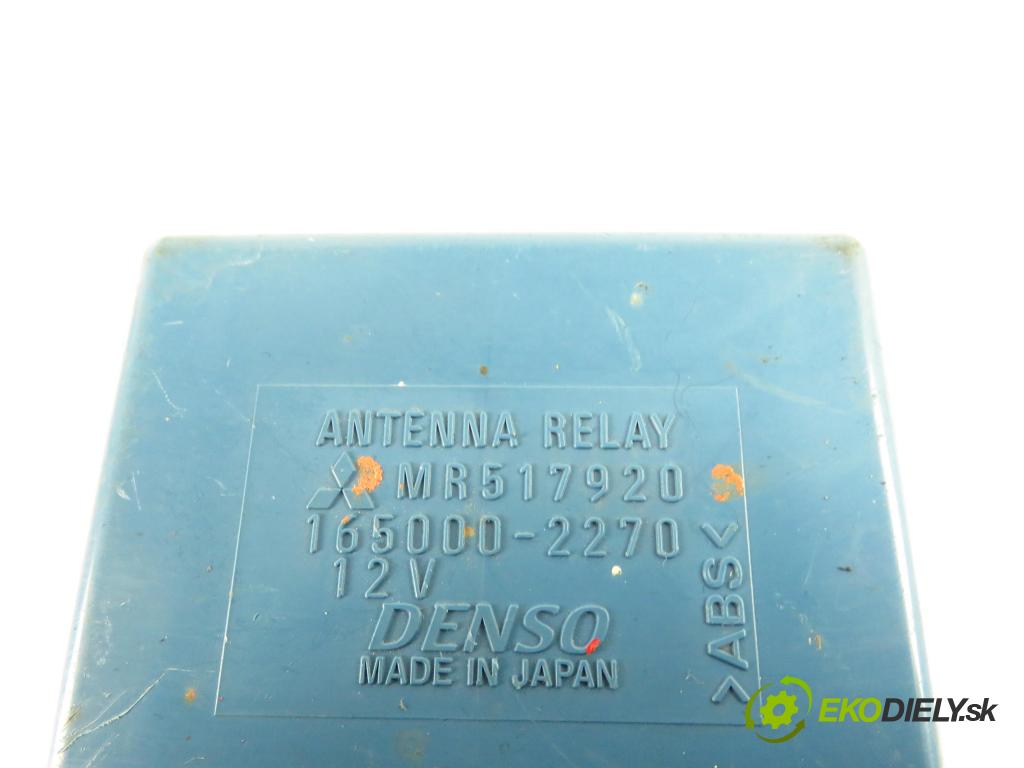 ANTENNA RELAY
MR517920
165000-2270
12V
DENSO
MADE IN JAPAN
>ABS<
EKODIELY.sk